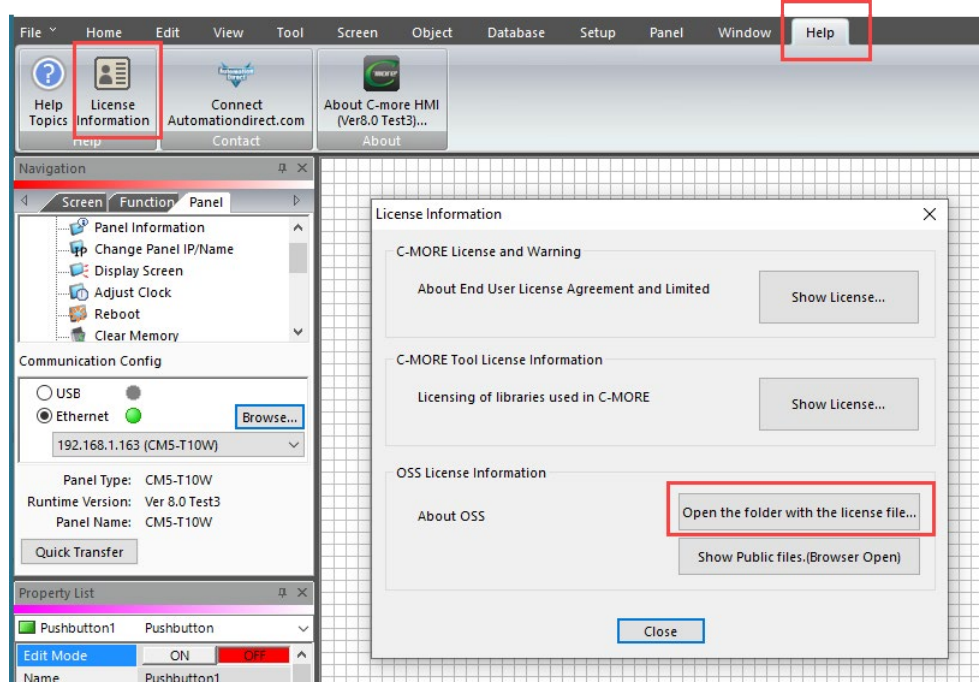 File Home Edit View Tool Screen Object Database Setup Panel Window Help
Help Topics
License Information
Help
Automation Direct
Connect Automationdirect.com
Contact
C-more
About C-more HMI (Ver8.0 Test3)...
About
Navigation
Screen Function Panel
Panel Information
Change Panel IP/Name
Display Screen
Adjust Clock
Reboot
Clear Memory
Communication Config
USB
Ethernet Browse...
192.168.1.163 (CM5-T10W)
Panel Type: CM5-T10W
Runtime Version: Ver 8.0 Test3
Panel Name: CM5-T10W
Quick Transfer
Property List
Pushbutton1 Pushbutton
Edit Mode ON OFF
Name Pushbutton1
License Information
C-MORE License and Warning
About End User License Agreement and Limited Show License...
C-MORE Tool License Information
Licensing of libraries used in C-MORE Show License...
OSS License Information
About OSS Open the folder with the license file...
Show Public files.(Browser Open)
Close